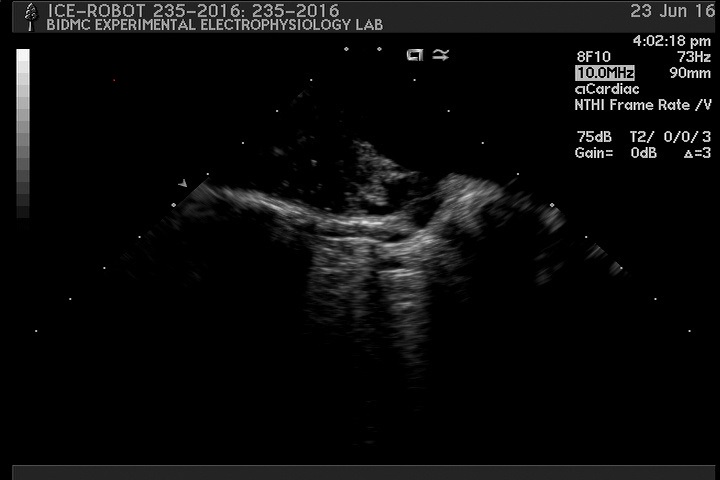 ICE-ROBOT 235-2016: 235-2016 23 Jun 16
BIDMC EXPERIMENTAL ELECTROPHYSIOLOGY LAB
4:02:18 pm
8F10 73Hz
10.0MHz 90mm
Cardiac
NTHI Frame Rate /V
75dB T2/ 0/0/3
Gain= 0dB Δ=3